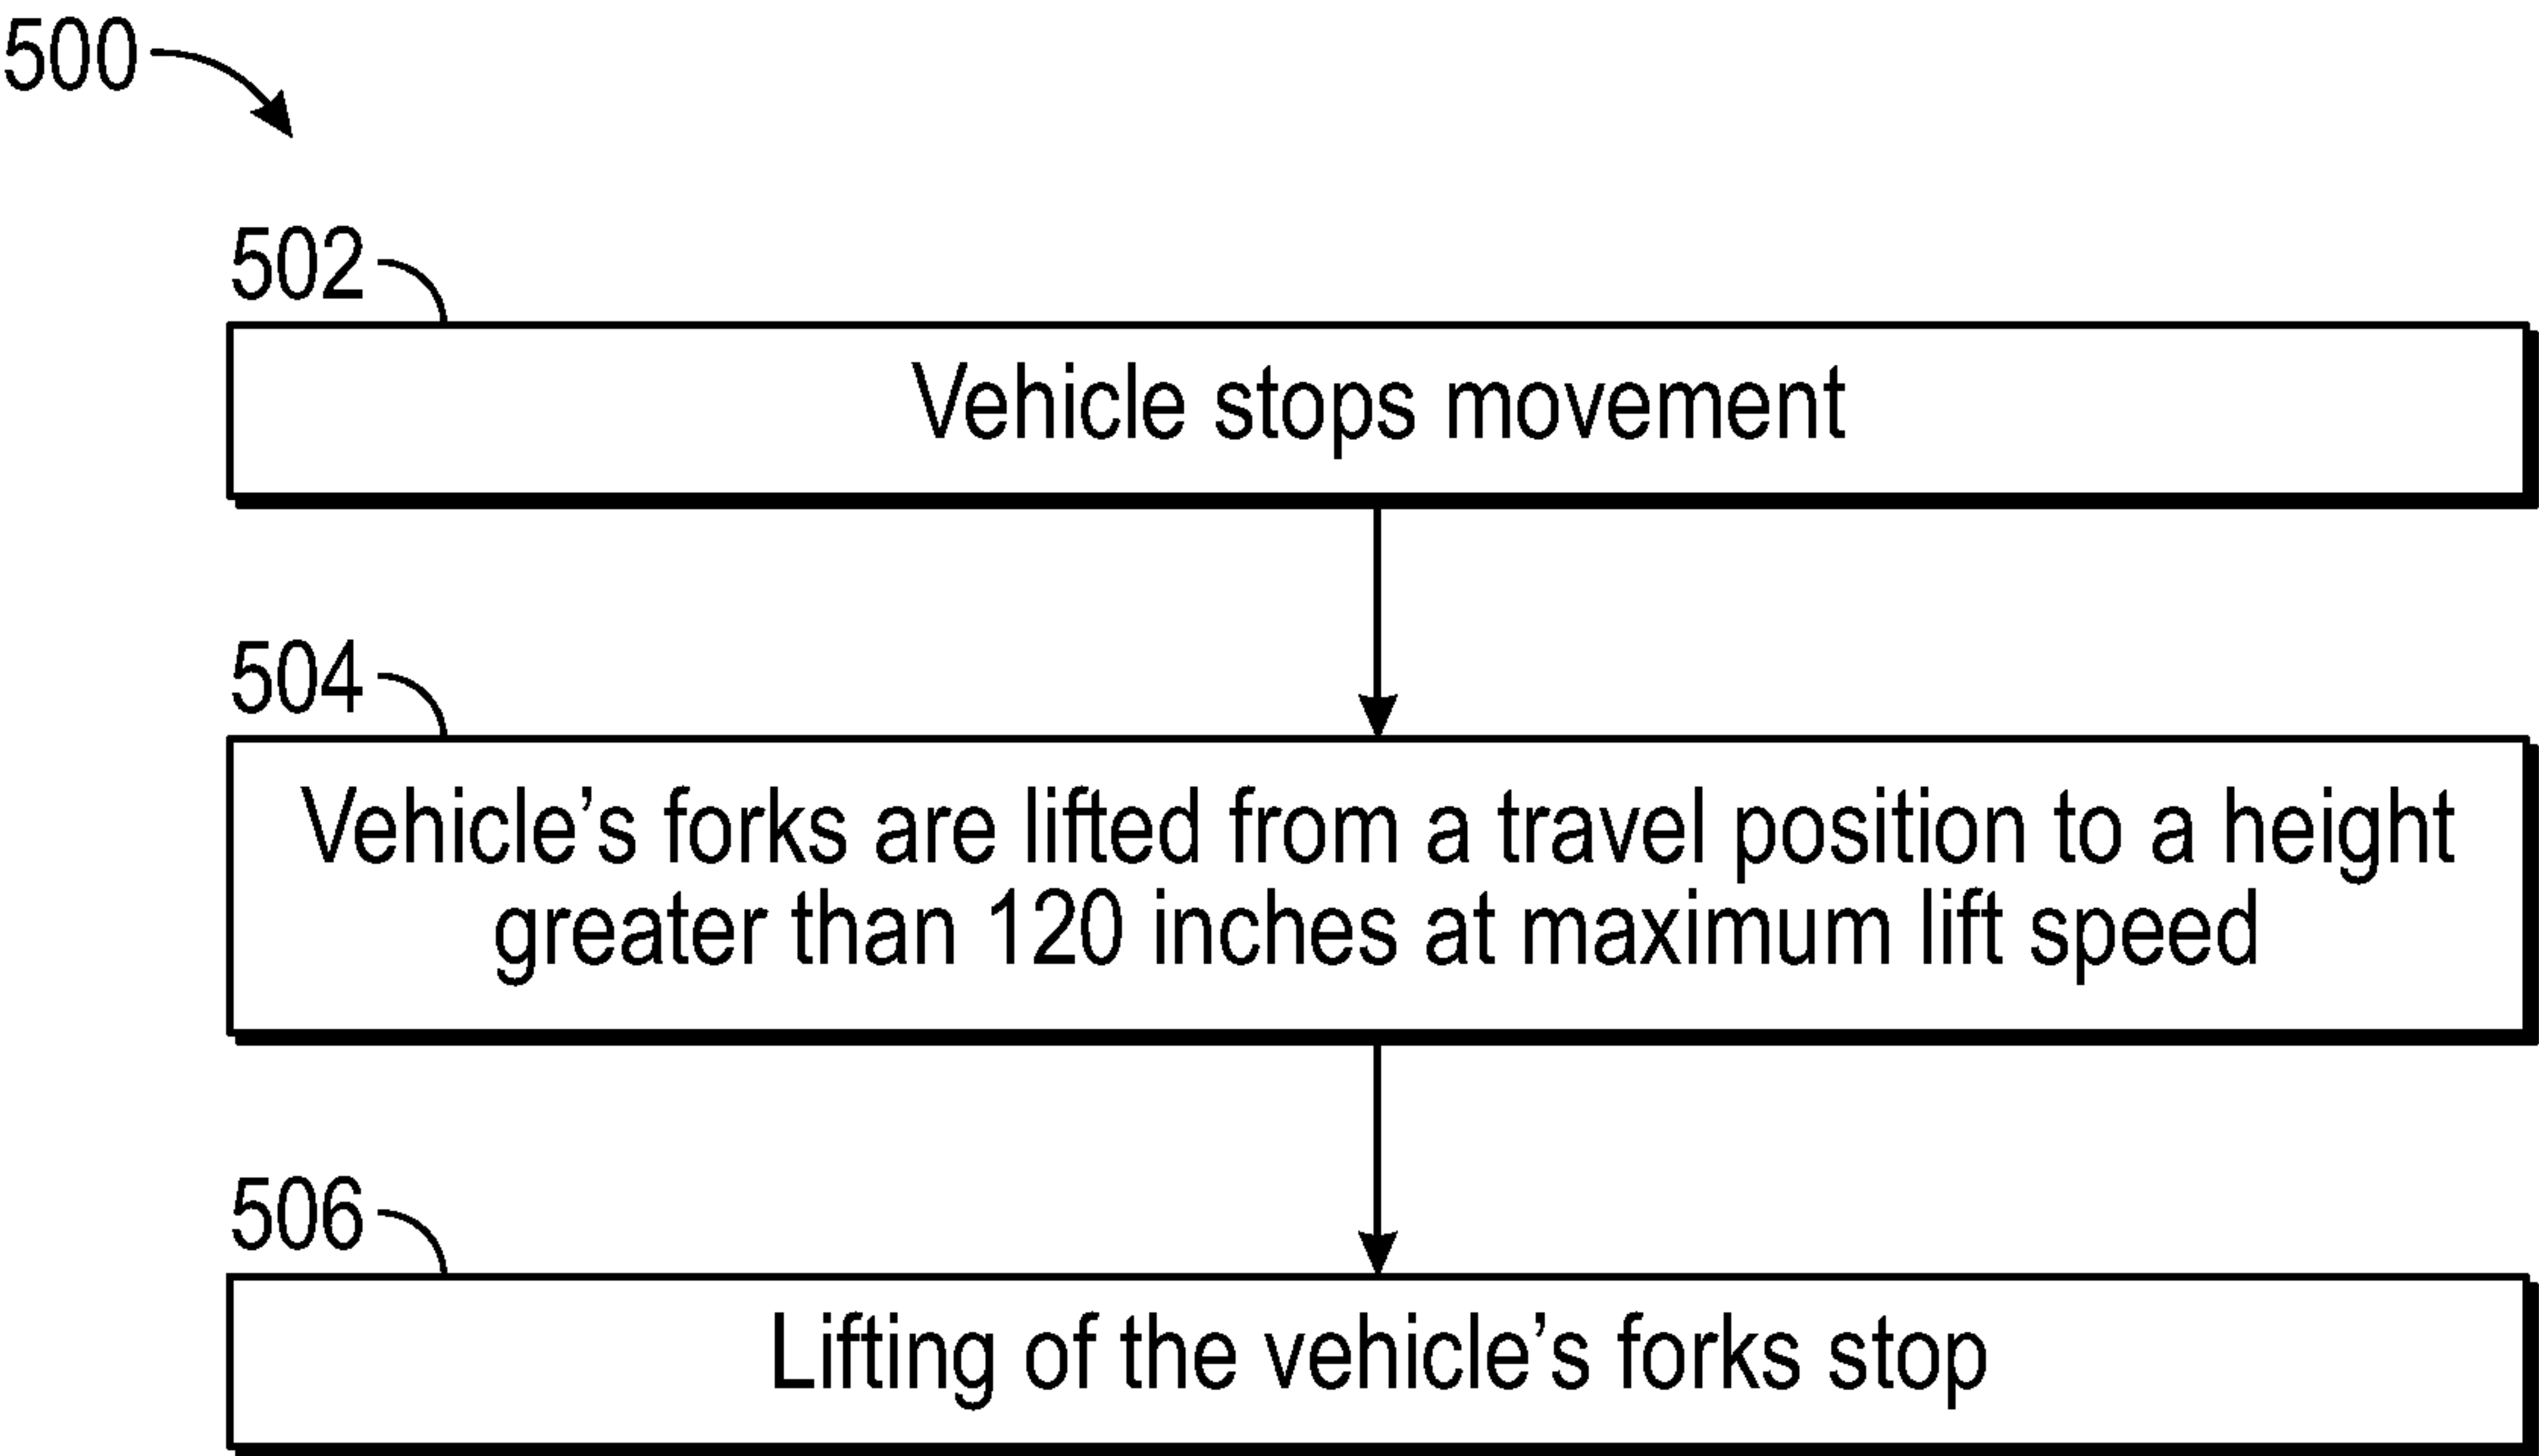 500
502
Vehicle stops movement
504
Vehicle’s forks are lifted from a travel position to a height
greater than 120 inches at maximum lift speed
506
Lifting of the vehicle’s forks stop